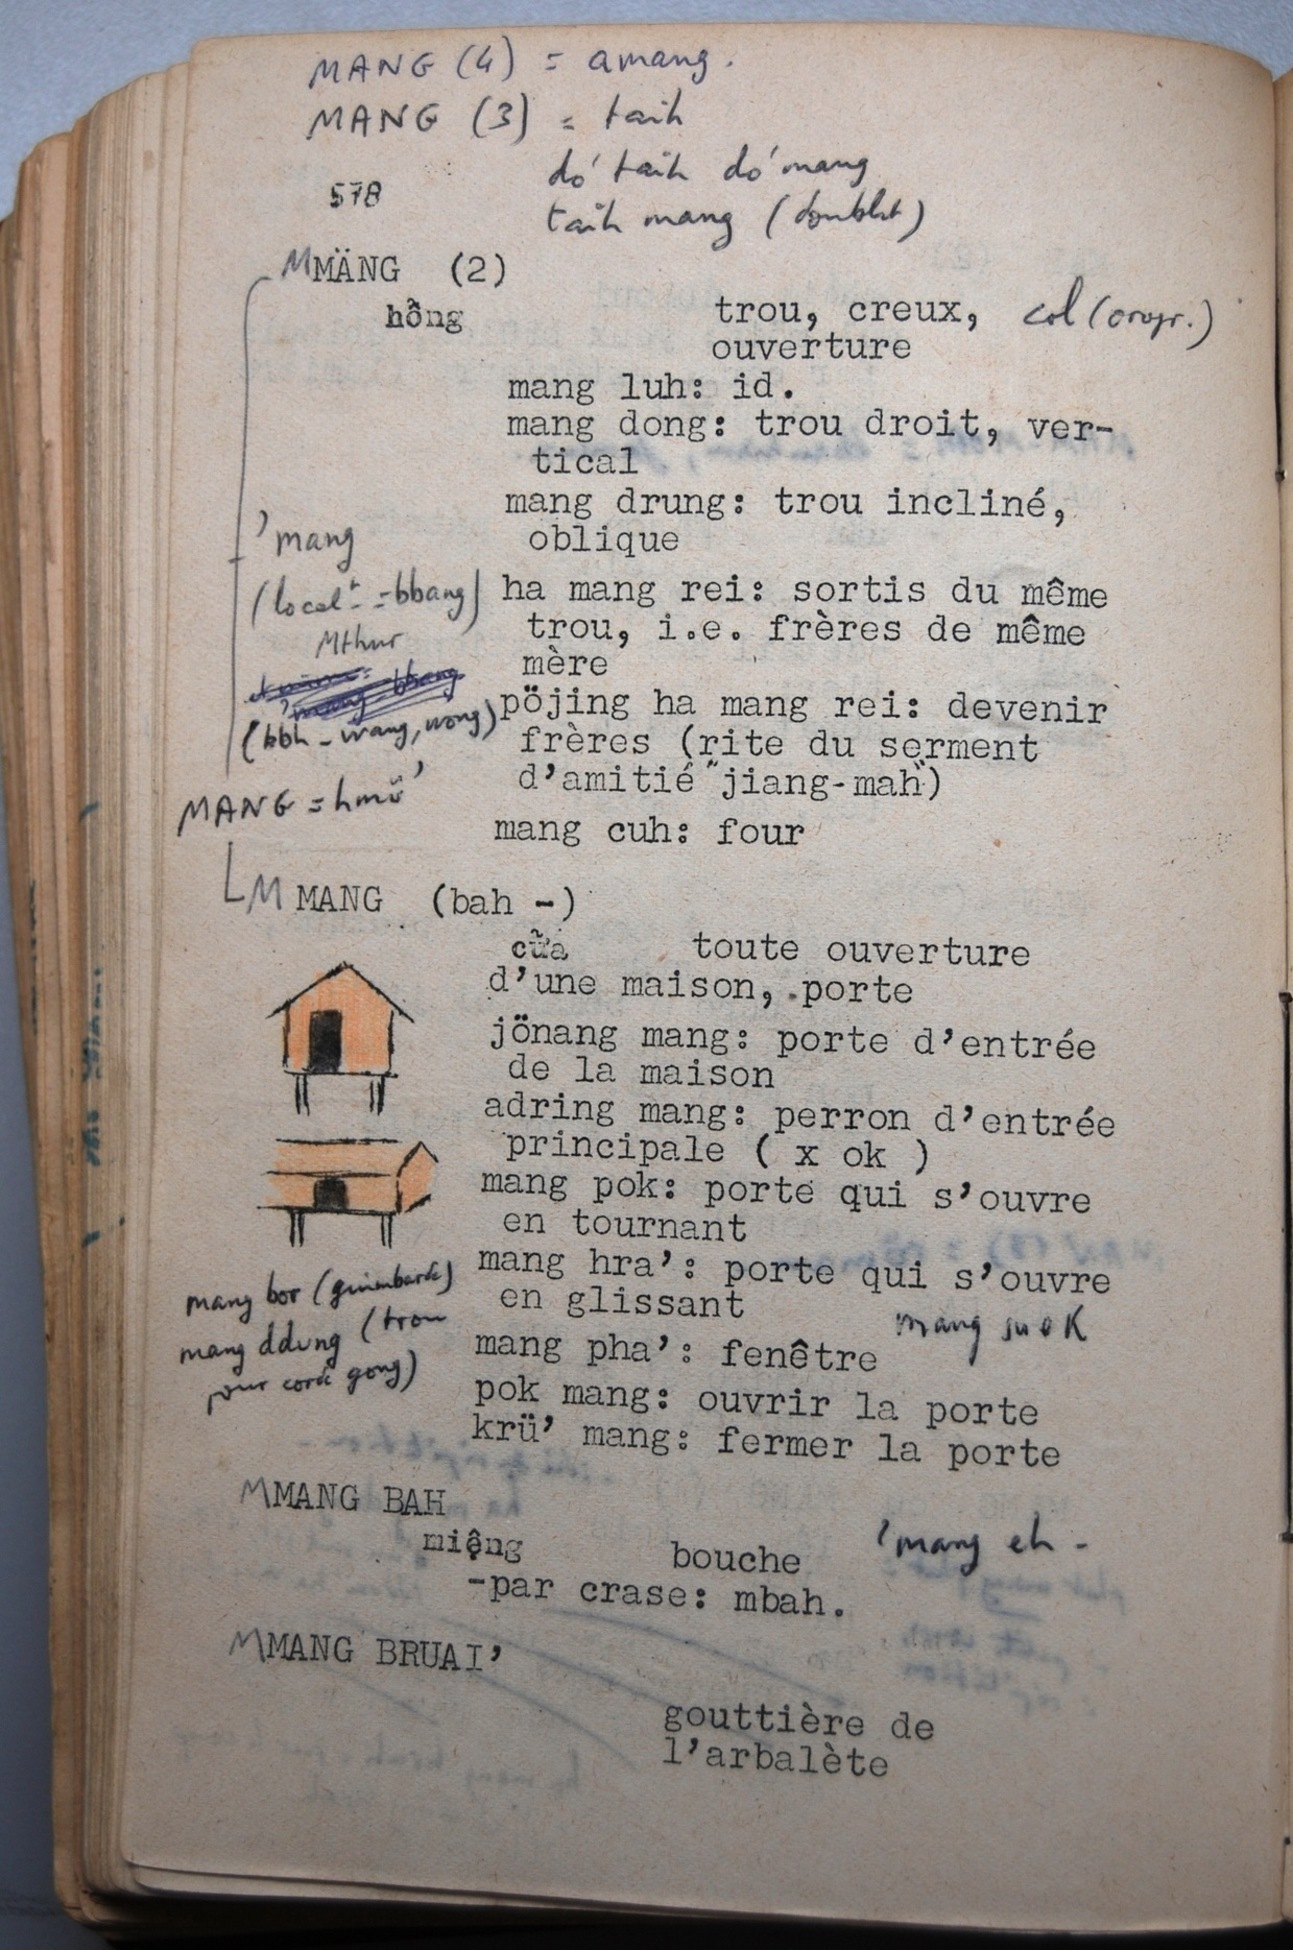 MANG (4) = amang.
MANG (3) = taih
dó taih dó mang
578
taih mang (doublet)
MMÄNG (2)
hông trou, creux, col (orogr.)
ouverture
mang luh: id.
mang dong: trou droit, ver-
tical
mang drung: trou incliné,
oblique
'mang
(localt = bbang)
Mthur
(bbh - wang, wong)
MANG = hmŭ'
ha mang rei: sortis du même
trou, i.e. frères de même
mère
pöjing ha mang rei: devenir
frères (rite du serment
d'amitié "jiang-mah")
mang cuh: four
MMANG (bah -)
cữa toute ouverture
d'une maison, porte
jönang mang: porte d'entrée
de la maison
adring mang: perron d'entrée
principale ( x ok )
mang pok: porte qui s'ouvre
en tournant
mang hra': porte qui s'ouvre
en glissant
mang suok
mang pha': fenêtre
pok mang: ouvrir la porte
krü' mang: fermer la porte
mang bor (guimbarde)
mang ddung (trou
pour corde gong)
MMANG BAH
miệng bouche 'mang eh -
-par crase: mbah.
MMANG BRUAI'
gouttière de
l'arbalète